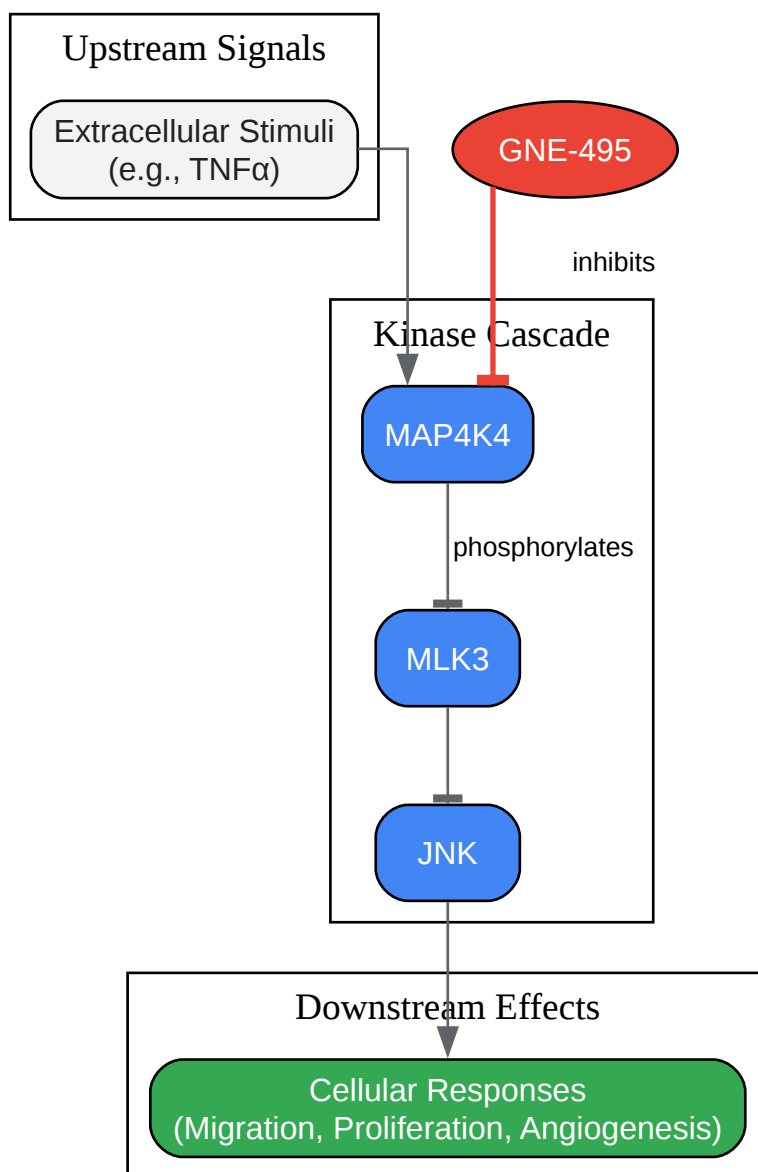 Upstream Signals
Extracellular Stimuli
(e.g., TNFα)
GNE-495
inhibits
Kinase Cascade
MAP4K4
phosphorylates
MLK3
JNK
Downstream Effects
Cellular Responses
(Migration, Proliferation, Angiogenesis)